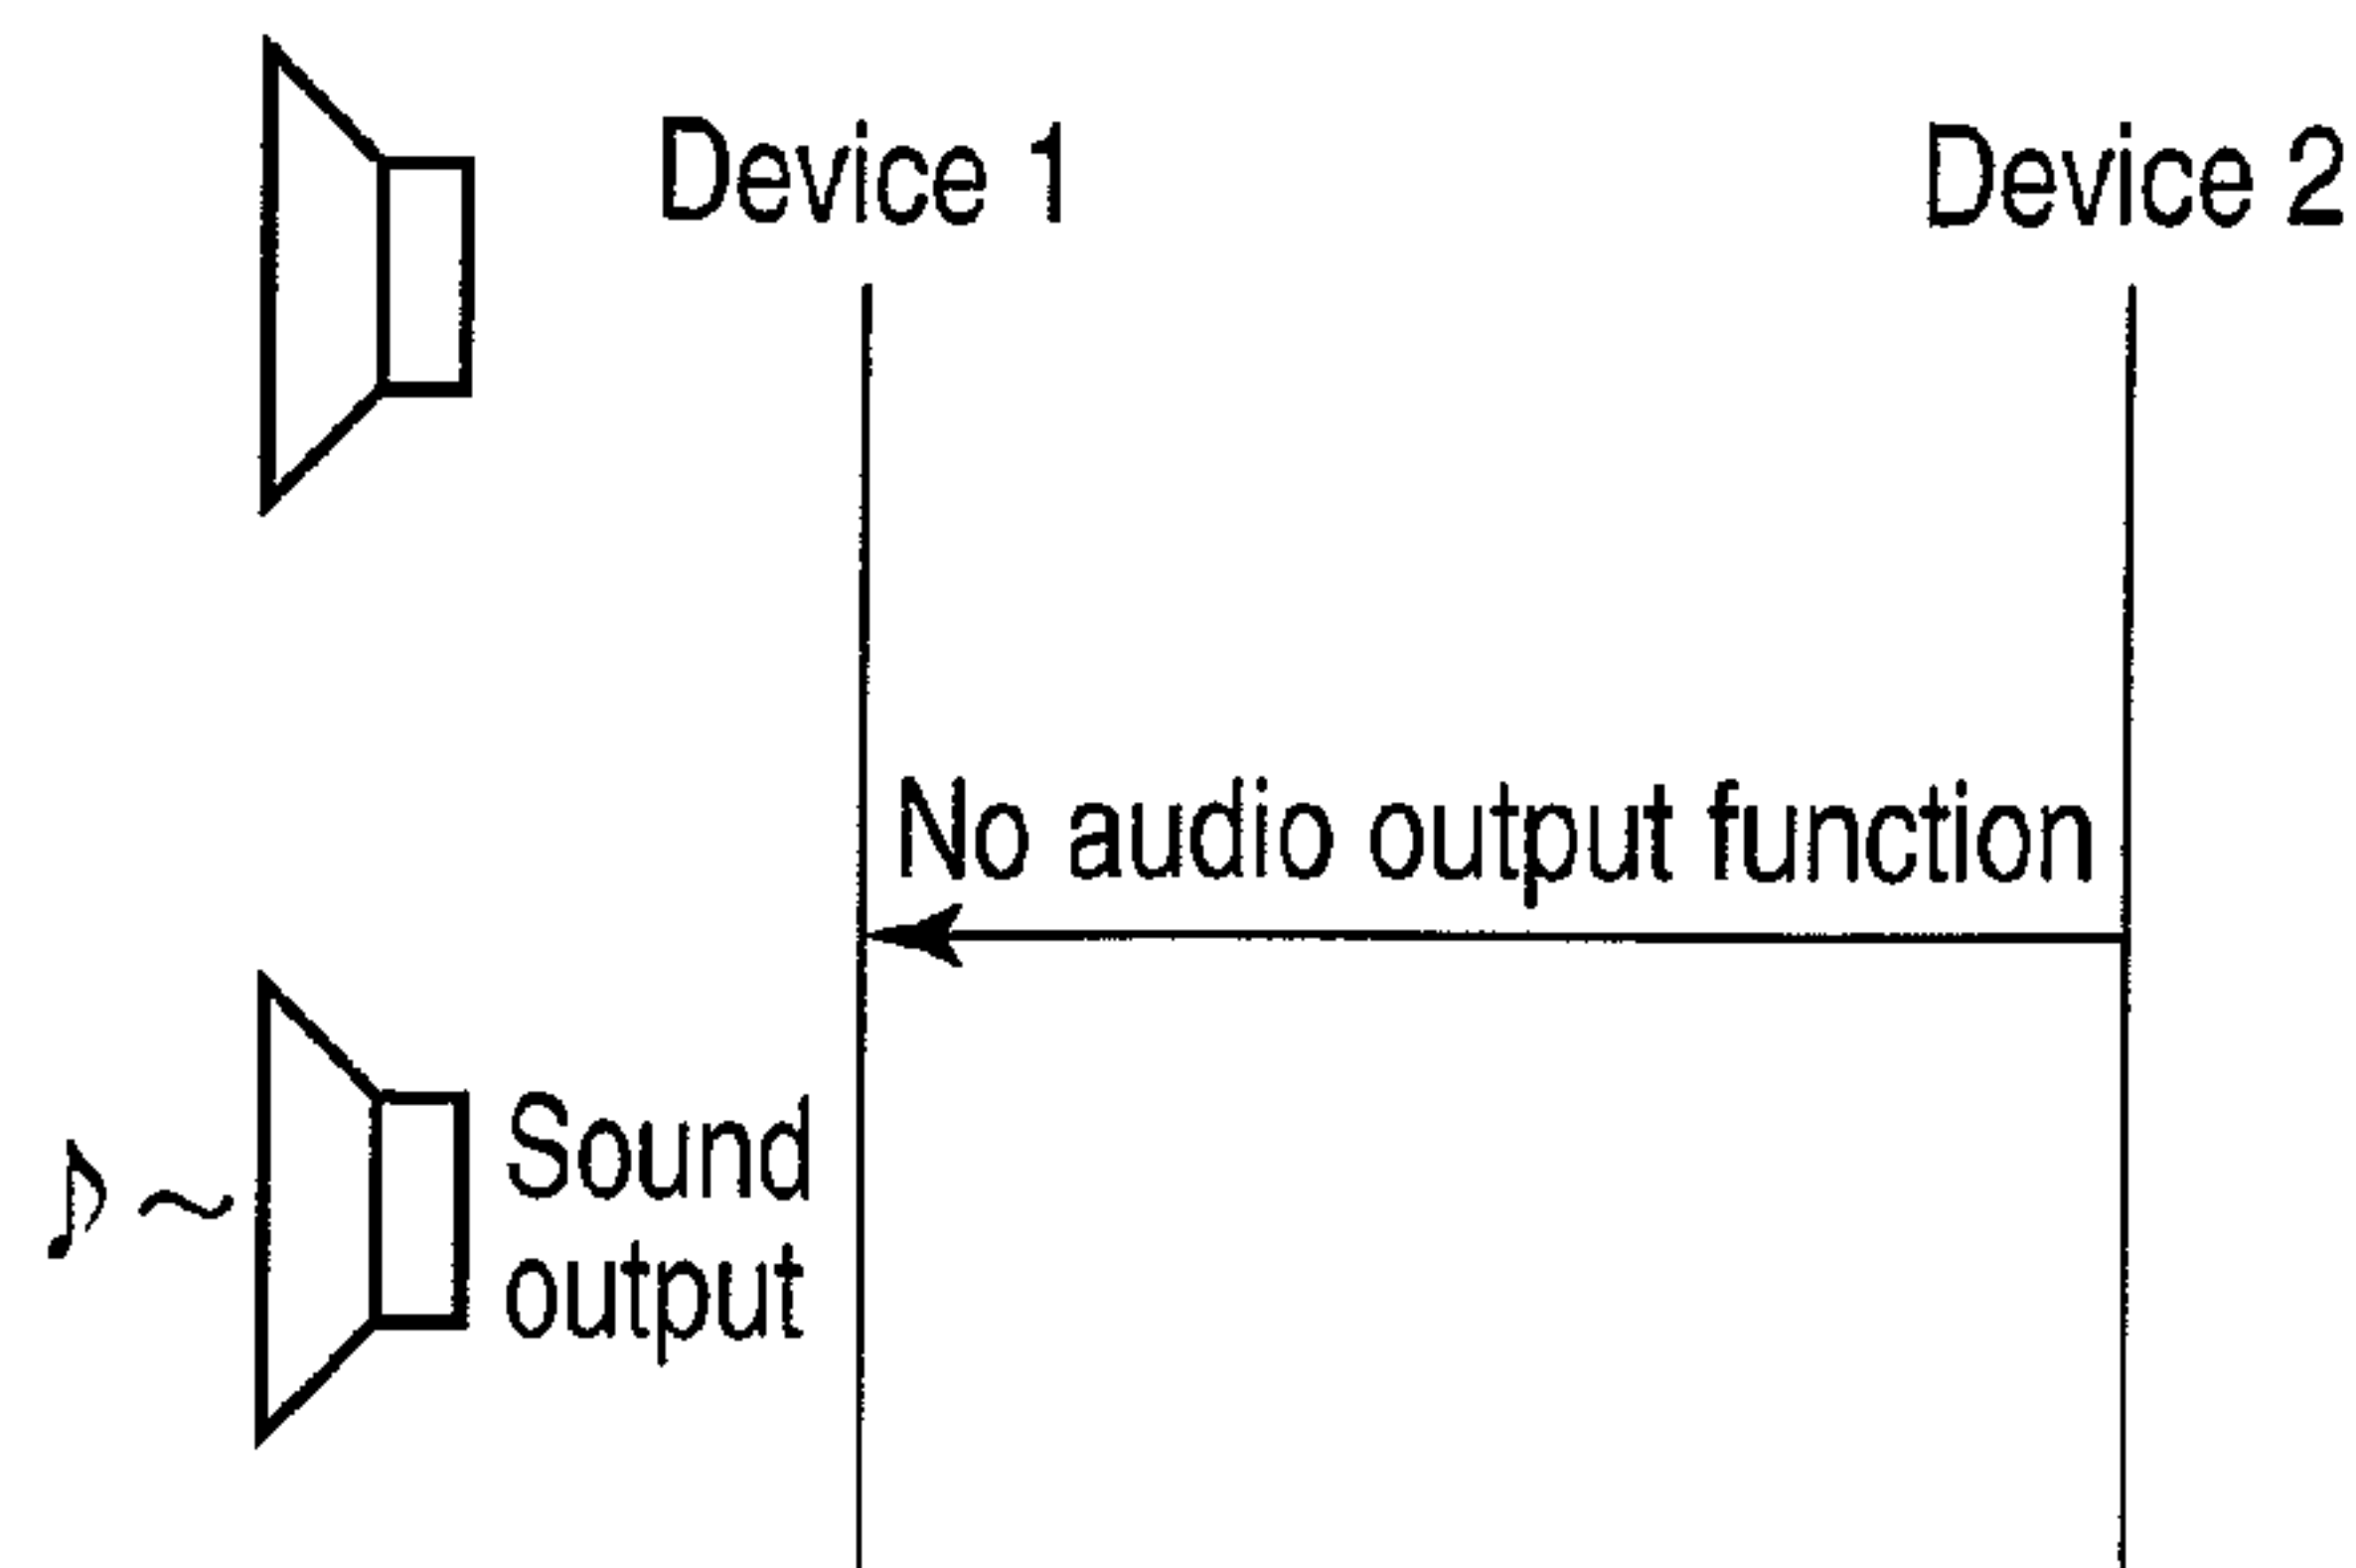 Device 1
Device 2
No audio output function
Sound
output